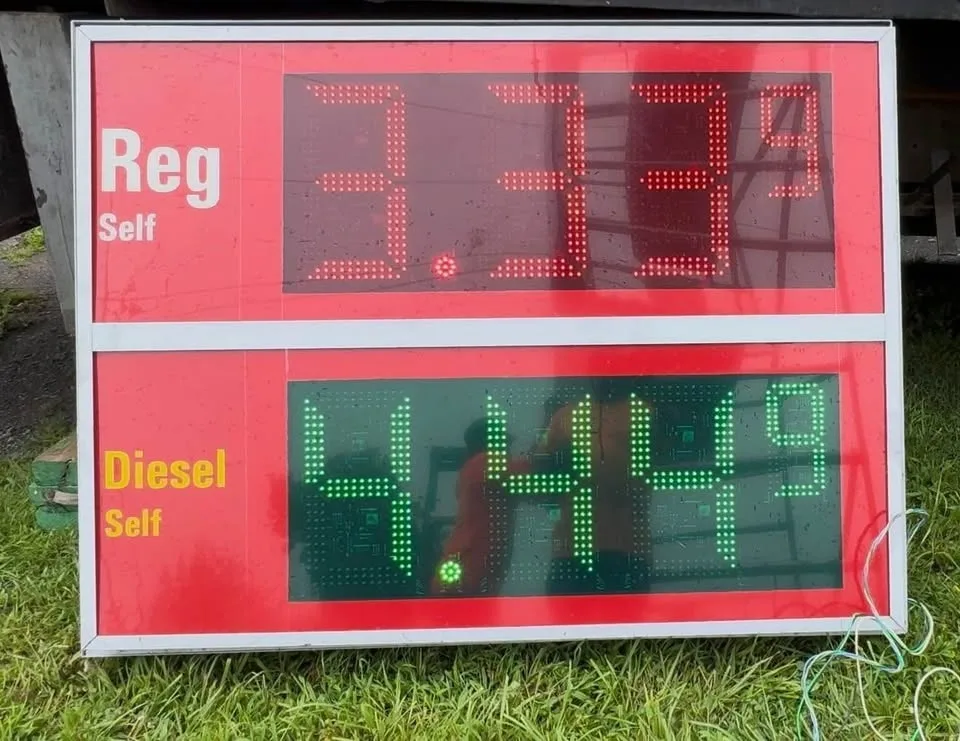 Reg 3.33 9
Self
Diesel 4.44 9
Self